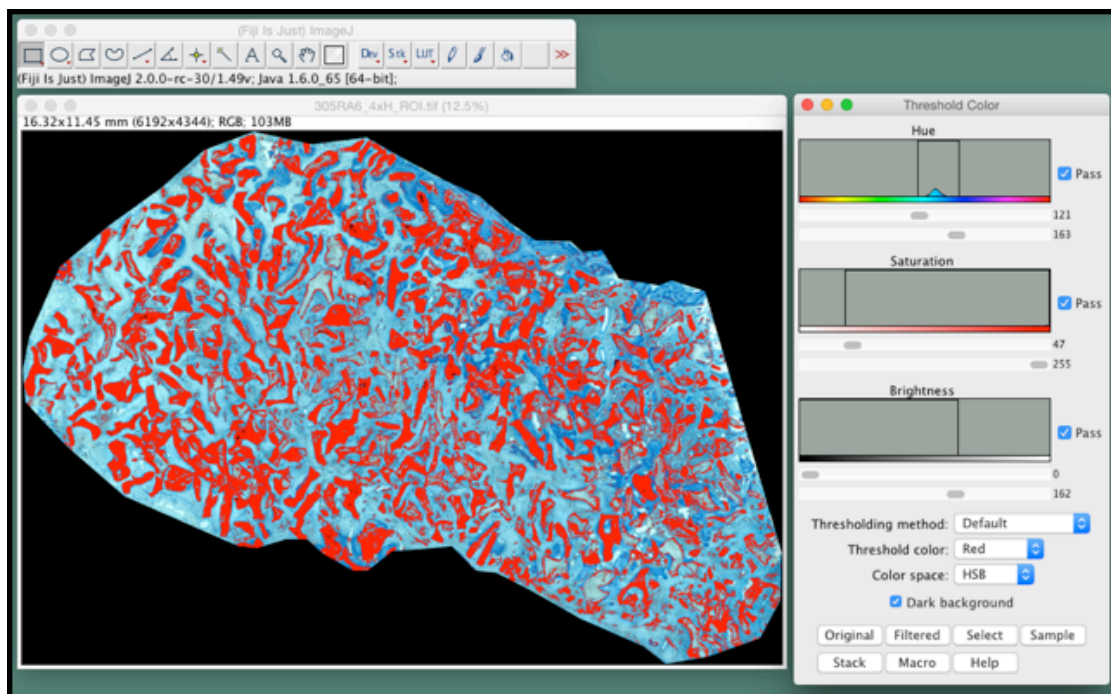 (Fiji Is Just) ImageJ
Dev Stk LUT >>
(Fiji Is Just) ImageJ 2.0.0-rc-30/1.49v; Java 1.6.0_65 [64-bit];
305RA6_4xH_ROI.tif (12.5%)
16.32x11.45 mm (6192x4344); RGB; 103MB
Threshold Color
Hue
Pass
121
163
Saturation
Pass
47
255
Brightness
Pass
0
162
Thresholding method: Default
Threshold color: Red
Color space: HSB
Dark background
Original Filtered Select Sample
Stack Macro Help